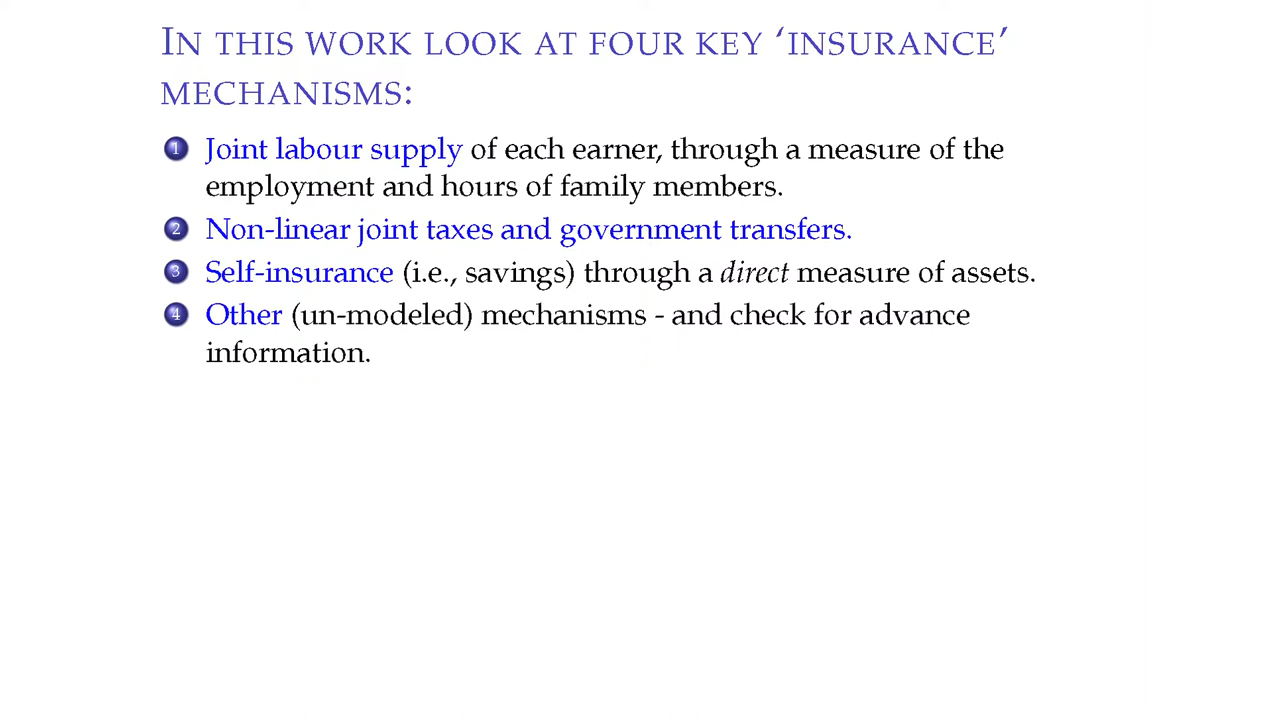 IN THIS WORK LOOK AT FOUR KEY ‘INSURANCE’
MECHANISMS:
1 Joint labour supply of each earner, through a measure of the
employment and hours of family members.
2 Non-linear joint taxes and government transfers.
3 Self-insurance (i.e., savings) through a direct measure of assets.
4 Other (un-modeled) mechanisms - and check for advance
information.